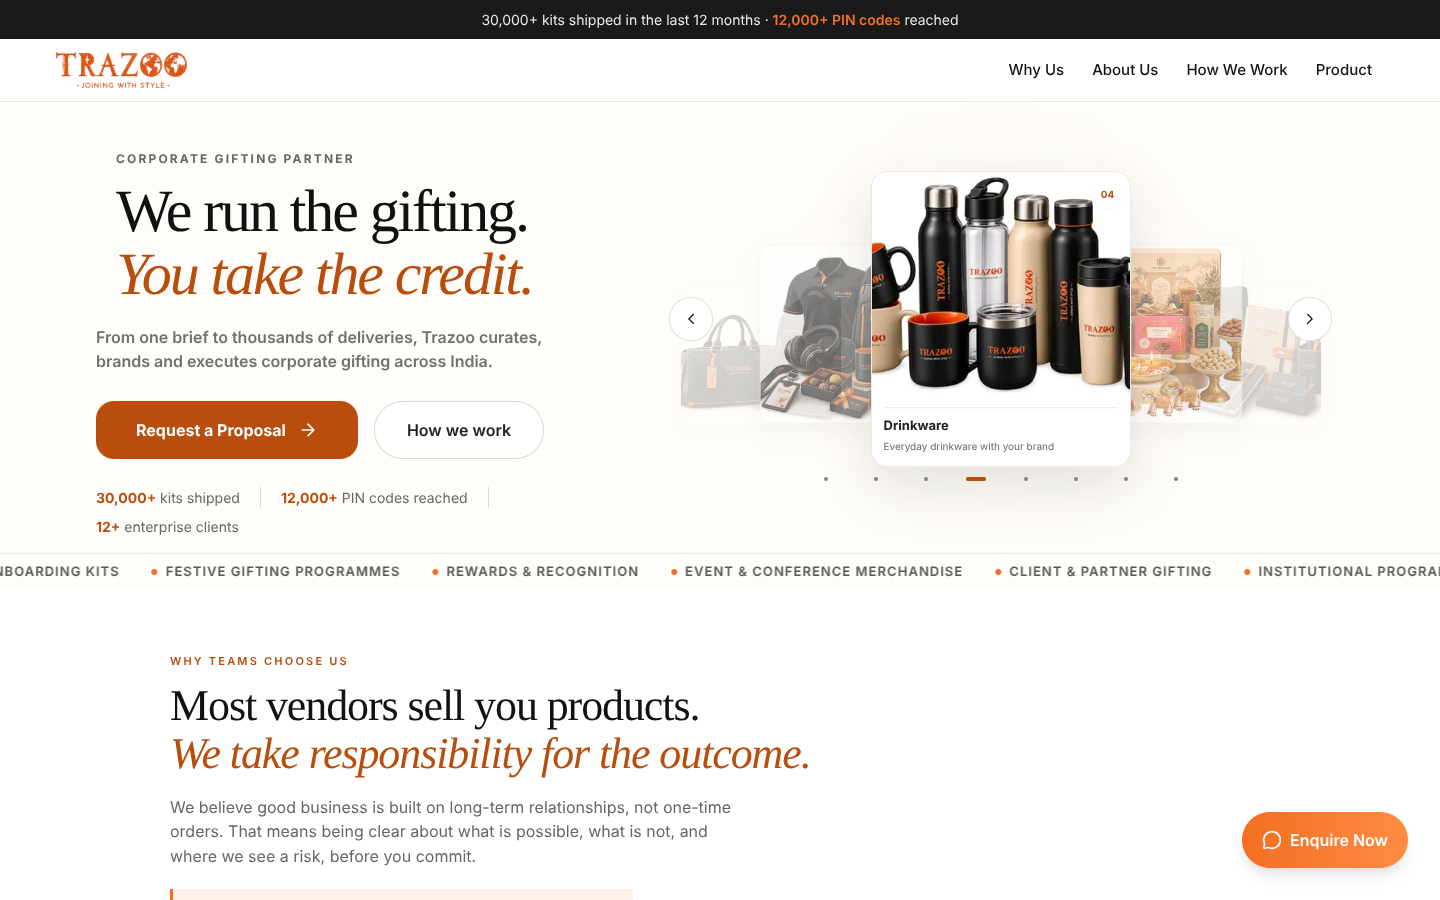 30,000+ kits shipped in the last 12 months · 12,000+ PIN codes reached
TRAZOO
• JOINING WITH STYLE •
Why Us
About Us
How We Work
Product
CORPORATE GIFTING PARTNER
We run the gifting.
You take the credit.
From one brief to thousands of deliveries, Trazoo curates,
brands and executes corporate gifting across India.
Request a Proposal
How we work
30,000+ kits shipped
12,000+ PIN codes reached
12+ enterprise clients
04
TRAZOO
TRAZOO
TRAZOO
TRAZOO
TRAZOO
TRAZOO
TRAZOO
Drinkware
Everyday drinkware with your brand
NBOARDING KITS
FESTIVE GIFTING PROGRAMMES
REWARDS & RECOGNITION
EVENT & CONFERENCE MERCHANDISE
CLIENT & PARTNER GIFTING
INSTITUTIONAL PROGRA
WHY TEAMS CHOOSE US
Most vendors sell you products.
We take responsibility for the outcome.
We believe good business is built on long-term relationships, not one-time
orders. That means being clear about what is possible, what is not, and
where we see a risk, before you commit.
Enquire Now